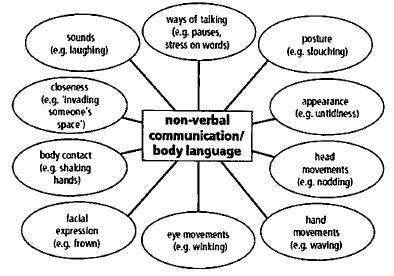 ways of talking
(e.g. pauses,
stress on words)
sounds
(e.g. laughing)
posture
(e.g. slouching)
closeness
(e.g. 'invading
someone's
space')
appearance
(e.g. untidiness)
non-verbal
communication/
body language
body contact
(e.g. shaking
hands)
head
movements
(e.g. nodding)
facial
expression
(e.g. frown)
eye movements
(e.g. winking)
hand
movements
(e.g. waving)